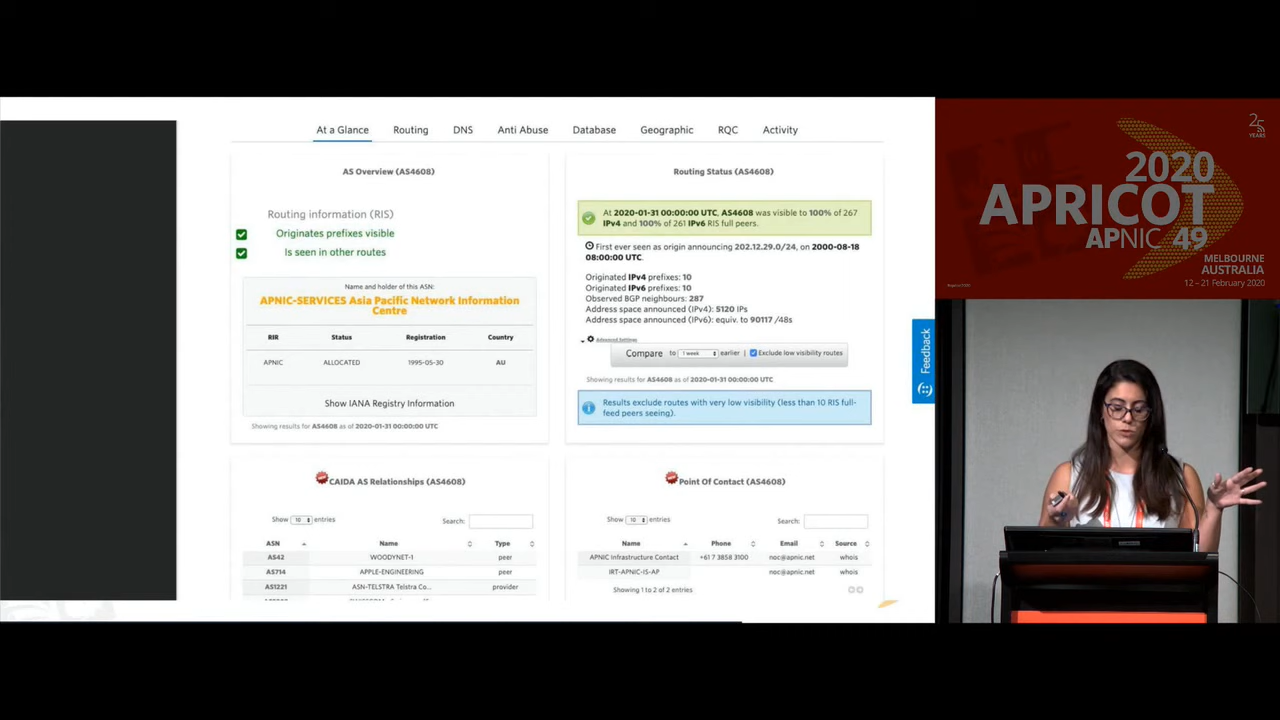 At a Glance Routing DNS Anti Abuse Database Geographic RQC Activity
AS Overview (AS4608)
Routing information (RIS)
Originates prefixes visible
Is seen in other routes
Name and holder of this ASN:
APNIC-SERVICES Asia Pacific Network Information
Centre
RIR Status Registration Country
APNIC ALLOCATED 1995-05-30 AU
Show IANA Registry Information
Showing results for AS4608 as of 2020-01-31 00:00:00 UTC
Routing Status (AS4608)
At 2020-01-31 00:00:00 UTC, AS4608 was visible to 100% of 267
IPv4 and 100% of 261 IPv6 RIS full peers.
First ever seen as origin announcing 202.12.29.0/24, on 2000-08-18
08:00:00 UTC.
Originated IPv4 prefixes: 10
Originated IPv6 prefixes: 10
Observed BGP neighbours: 287
Address space announced (IPv4): 5120 IPs
Address space announced (IPv6): equiv. to 90117 /48s
Advanced Settings
Compare to 1 week earlier | Exclude low visibility routes
Showing results for AS4608 as of 2020-01-31 00:00:00 UTC
Results exclude routes with very low visibility (less than 10 RIS full-
feed peers seeing).
Feedback
CAIDA AS Relationships (AS4608)
Show 10 entries Search:
ASN Name Type
AS42 WOODYNET-1 peer
AS714 APPLE-ENGINEERING peer
AS1221 ASN-TELSTRA Telstra Co... provider
Point Of Contact (AS4608)
Show 10 entries Search:
Name Phone Email Source
APNIC Infrastructure Contact +61 7 3858 3100 noc@apnic.net whois
IRT-APNIC-IS-AP noc@apnic.net whois
Showing 1 to 2 of 2 entries
25
YEARS
2020
APRICOT
APNIC 49
MELBOURNE
AUSTRALIA
12 – 21 February 2020